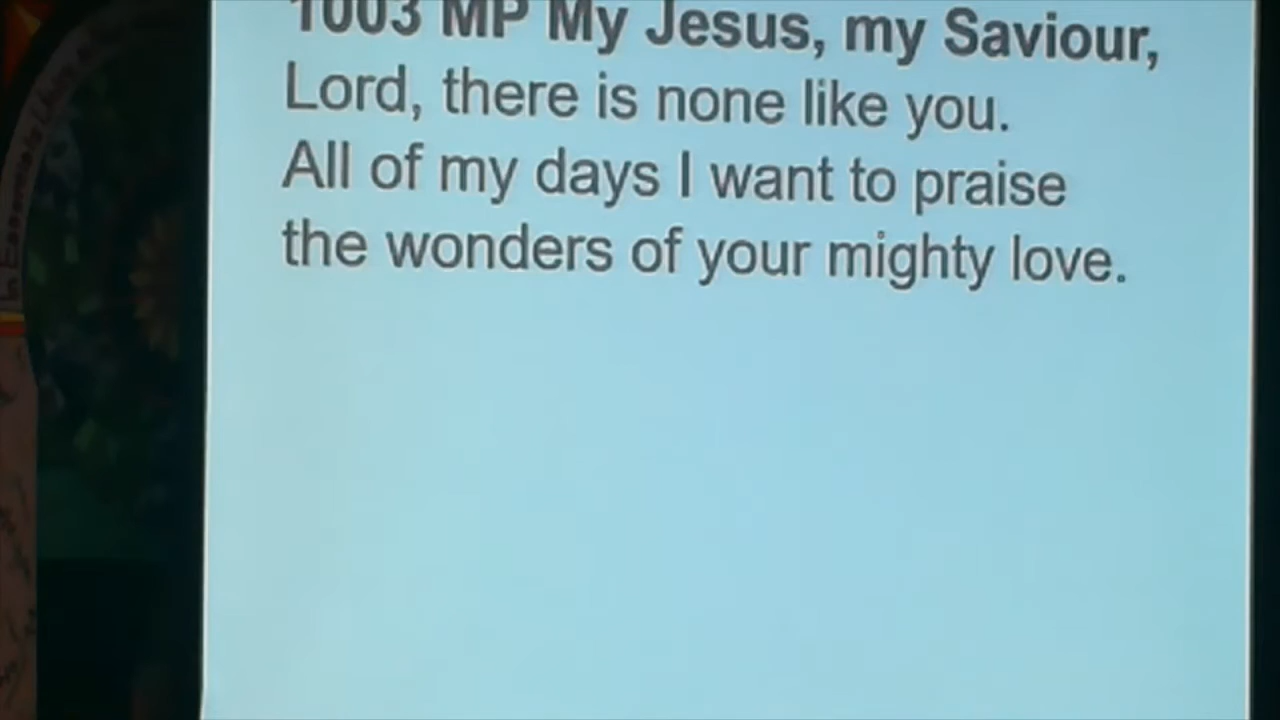 1003 MP My Jesus, my Saviour,
Lord, there is none like you.
All of my days I want to praise
the wonders of your mighty love.